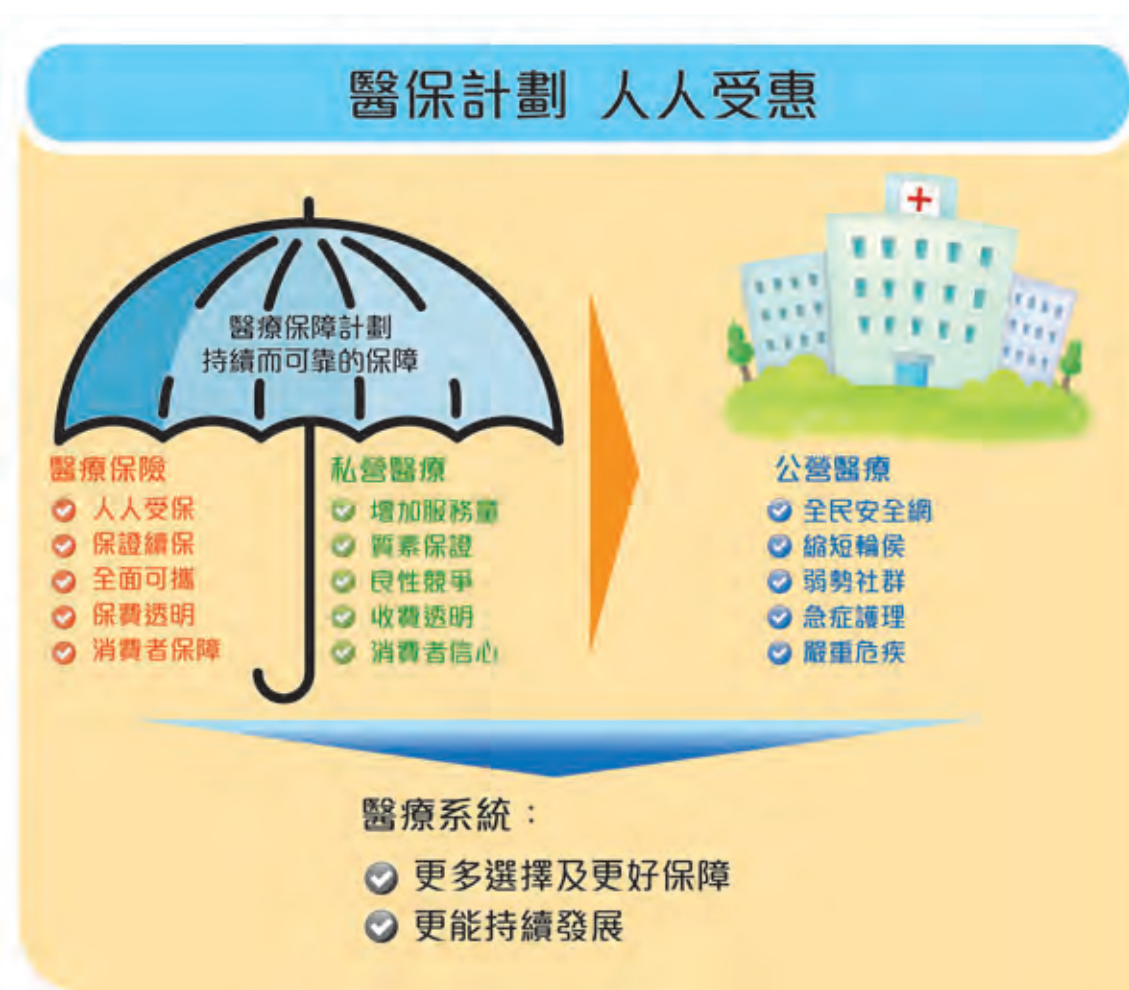 醫保計劃 人人受惠
醫療保障計劃
持續而可靠的保障
醫療保險
人人受保
保證續保
全面可攜
保費透明
消費者保障
私營醫療
增加服務量
質素保證
良性競爭
收費透明
消費者信心
公營醫療
全民安全網
縮短輪侯
弱勢社群
急症護理
嚴重危疾
醫療系統：
更多選擇及更好保障
更能持續發展